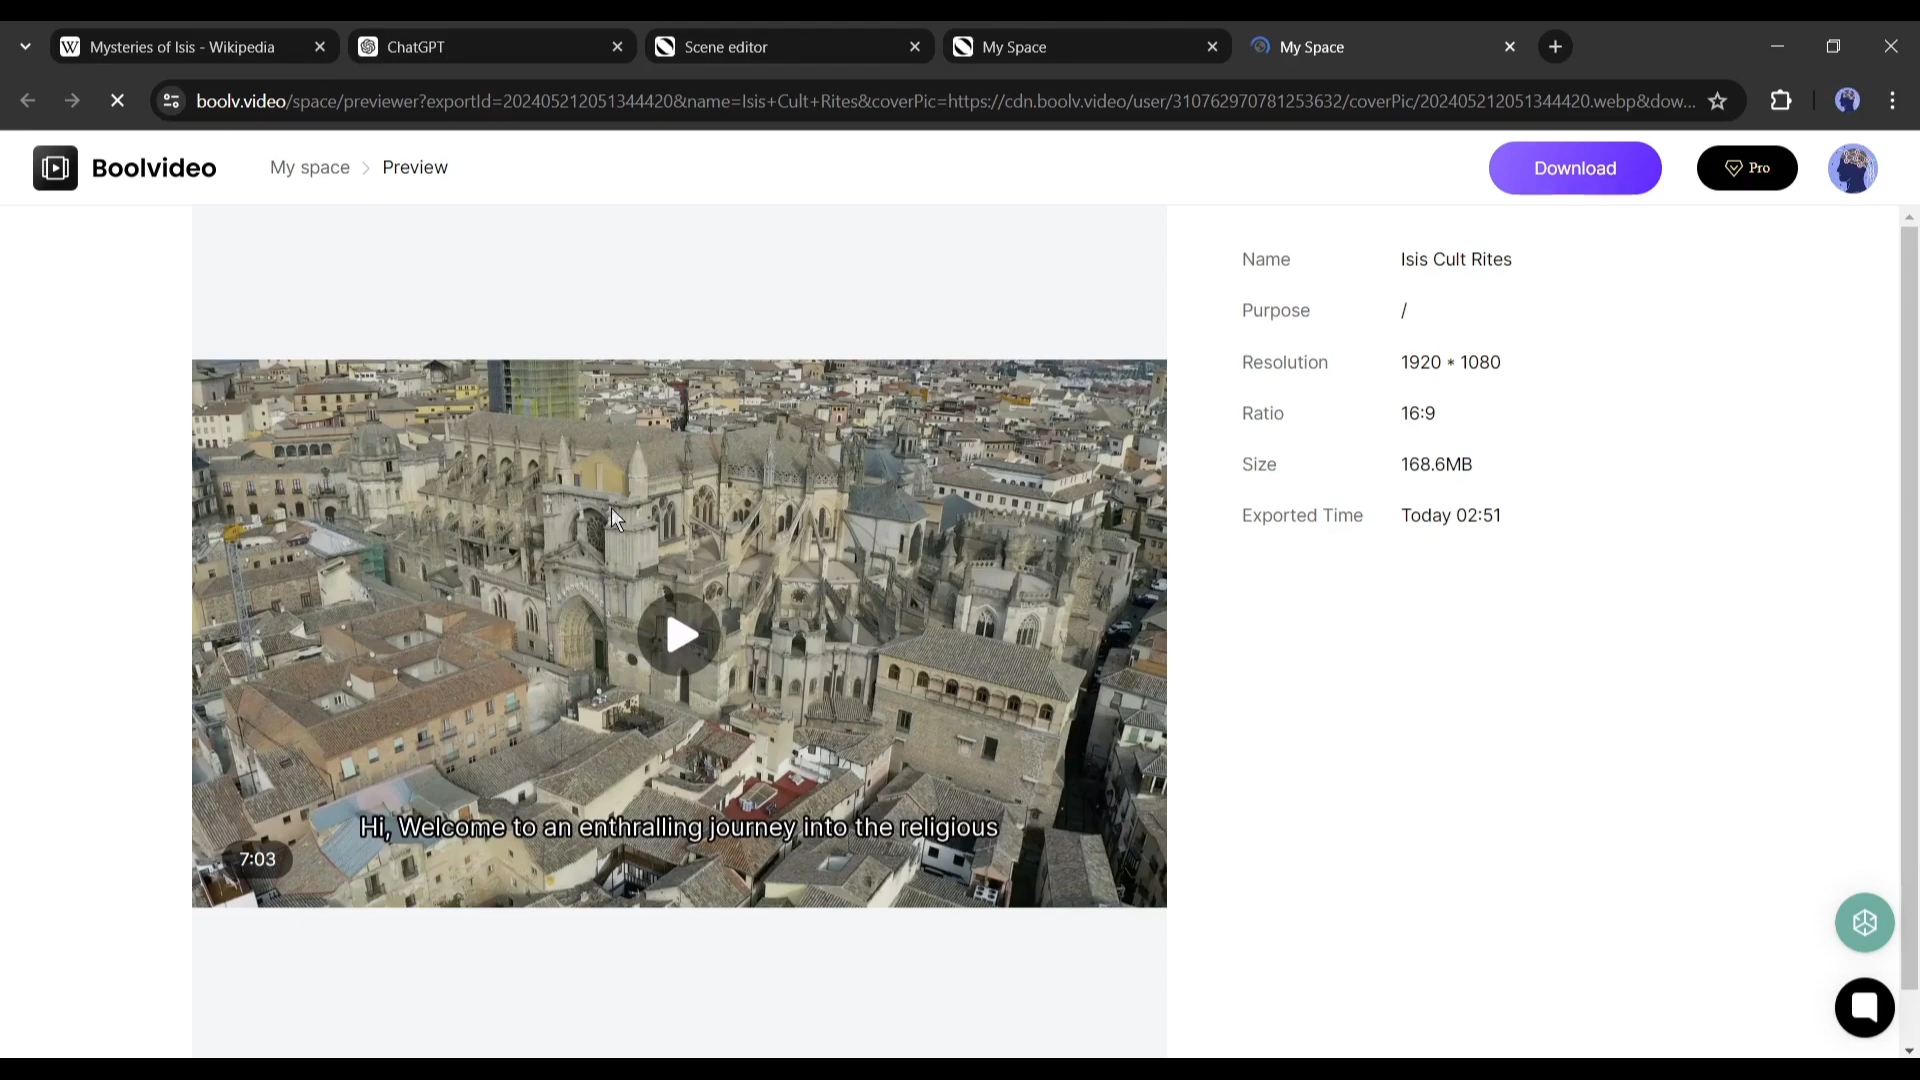 Mysteries of Isis - Wikipedia
ChatGPT
Scene editor
My Space
My Space
boolv.video/space/previewer?exportId=202405212051344420&name=Isis+Cult+Rites&coverPic=https://cdn.boolv.video/user/310762970781253632/coverPic/202405212051344420.webp&dow...
Boolvideo
My space > Preview
Download
Pro
Name Isis Cult Rites
Purpose /
Resolution 1920 * 1080
Ratio 16:9
Size 168.6MB
Exported Time Today 02:51
Hi, Welcome to an enthralling journey into the religious
7:03